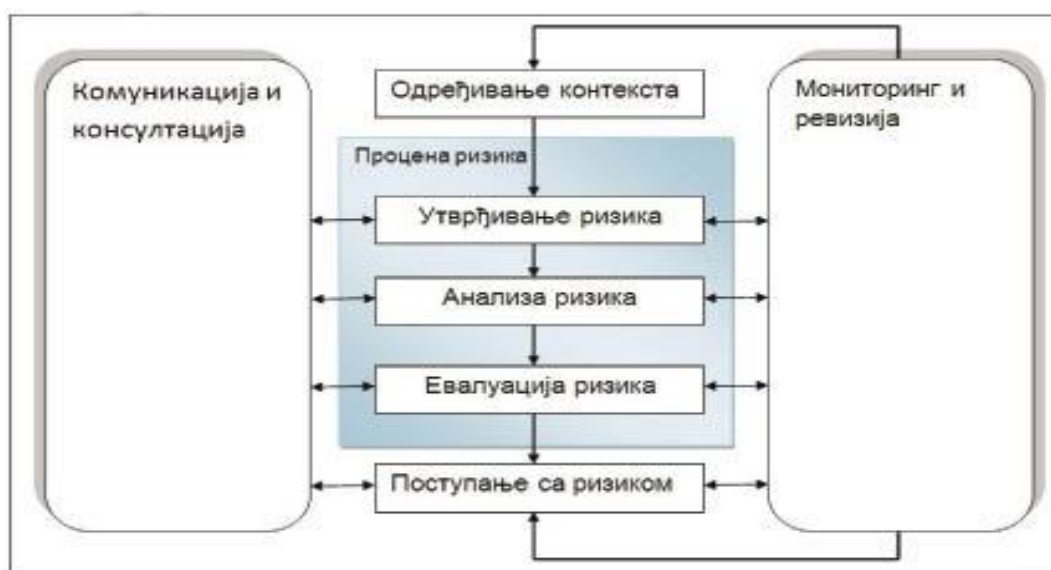 Комуникација и
консултација
Одређивање контекста
Процена ризика
Утврђивање ризика
Анализа ризика
Евалуација ризика
Поступање са ризиком
Мониторинг и
ревизија